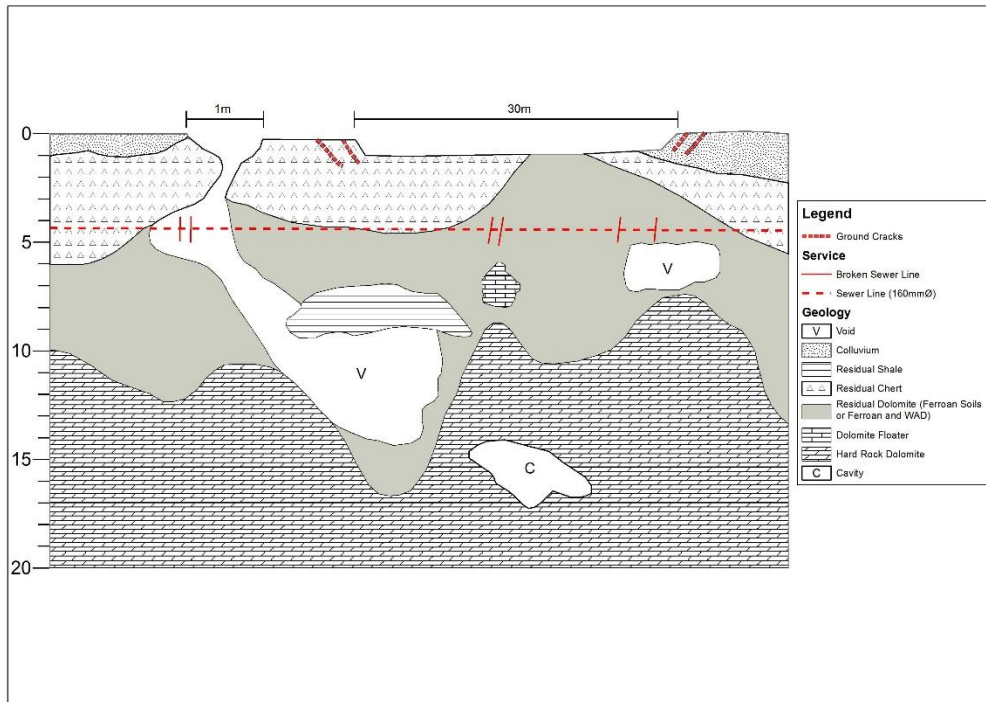 1m
30m
0
5
10
15
20
V
V
C
Legend
Ground Cracks
Service
Broken Sewer Line
Sewer Line (160mmØ)
Geology
V Void
Colluvium
Residual Shale
Residual Chert
Residual Dolomite (Ferroan Soils
or Ferroan and WAD)
Dolomite Floater
Hard Rock Dolomite
C Cavity